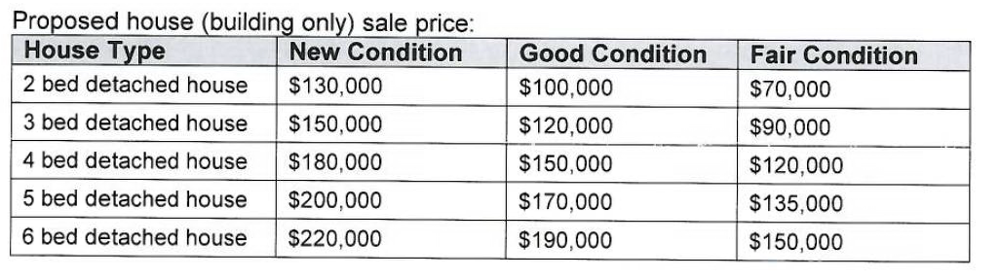 Proposed house (building only) sale price:
House Type New Condition Good Condition Fair Condition
2 bed detached house $130,000 $100,000 $70,000
3 bed detached house $150,000 $120,000 $90,000
4 bed detached house $180,000 $150,000 $120,000
5 bed detached house $200,000 $170,000 $135,000
6 bed detached house $220,000 $190,000 $150,000